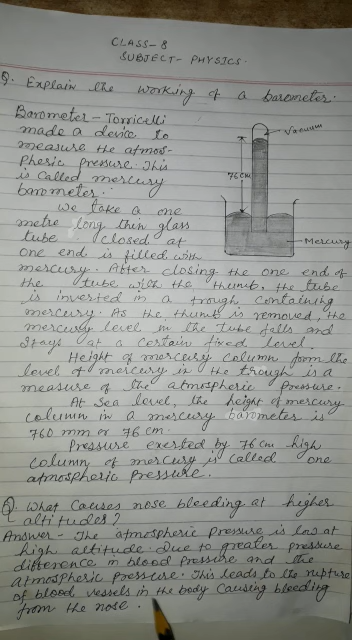 CLASS-8
SUBJECT- PHYSICS.
Q. Explain the working of a barometer.
Barometer - Torricelli
made a device to
measure the atmos-
pheric pressure. This
is called mercury
barometer.
Vacuum
76 CM
Mercury
We take a one
metre long thin glass
tube closed at
one end is filled with
mercury. After closing the one end of
the tube with the thumb, the tube
is inverted in a trough containing
mercury. As the thumb is removed, the
mercury level in the tube falls and
stays at a certain fixed level.
Height of mercury column from the
level of mercury in the trough is a
measure of the atmospheric pressure.
At Sea level, the height of mercury
column in a mercury barometer is
760 mm or 76 cm.
Pressure exerted by 76 cm high
column of mercury is called one
atmospheric pressure.
Q. What Causes nose bleeding at higher
altitudes?
Answer - The atmospheric pressure is low at
high altitude. Due to greater pressure
difference in blood pressure and the
atmospheric pressure. This leads to the rupture
of blood vessels in the body causing bleeding
from the nose.